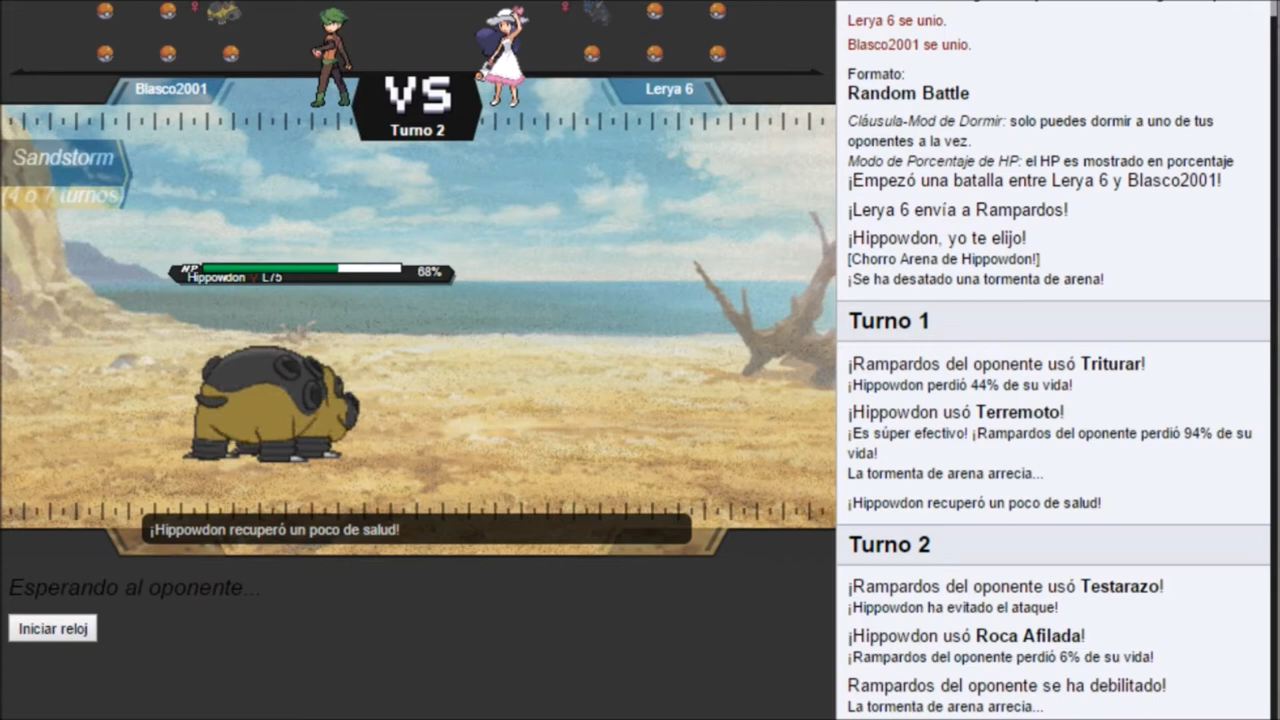 Blasco2001
VS
Turno 2
Lerya 6
Sandstorm
(4 o 7 turnos)
HP
Hippowdon L75
68%
¡Hippowdon recuperó un poco de salud!
Esperando al oponente...
Iniciar reloj
Lerya 6 se unio.
Blasco2001 se unio.
Formato:
Random Battle
Cláusula-Mod de Dormir: solo puedes dormir a uno de tus
oponentes a la vez.
Modo de Porcentaje de HP: el HP es mostrado en porcentaje
¡Empezó una batalla entre Lerya 6 y Blasco2001!
¡Lerya 6 envía a Rampardos!
¡Hippowdon, yo te elijo!
[Chorro Arena de Hippowdon!]
¡Se ha desatado una tormenta de arena!
Turno 1
¡Rampardos del oponente usó Triturar!
¡Hippowdon perdió 44% de su vida!
¡Hippowdon usó Terremoto!
¡Es súper efectivo! ¡Rampardos del oponente perdió 94% de su
vida!
La tormenta de arena arrecia...
¡Hippowdon recuperó un poco de salud!
Turno 2
¡Rampardos del oponente usó Testarazo!
¡Hippowdon ha evitado el ataque!
¡Hippowdon usó Roca Afilada!
¡Rampardos del oponente perdió 6% de su vida!
Rampardos del oponente se ha debilitado!
La tormenta de arena arrecia...